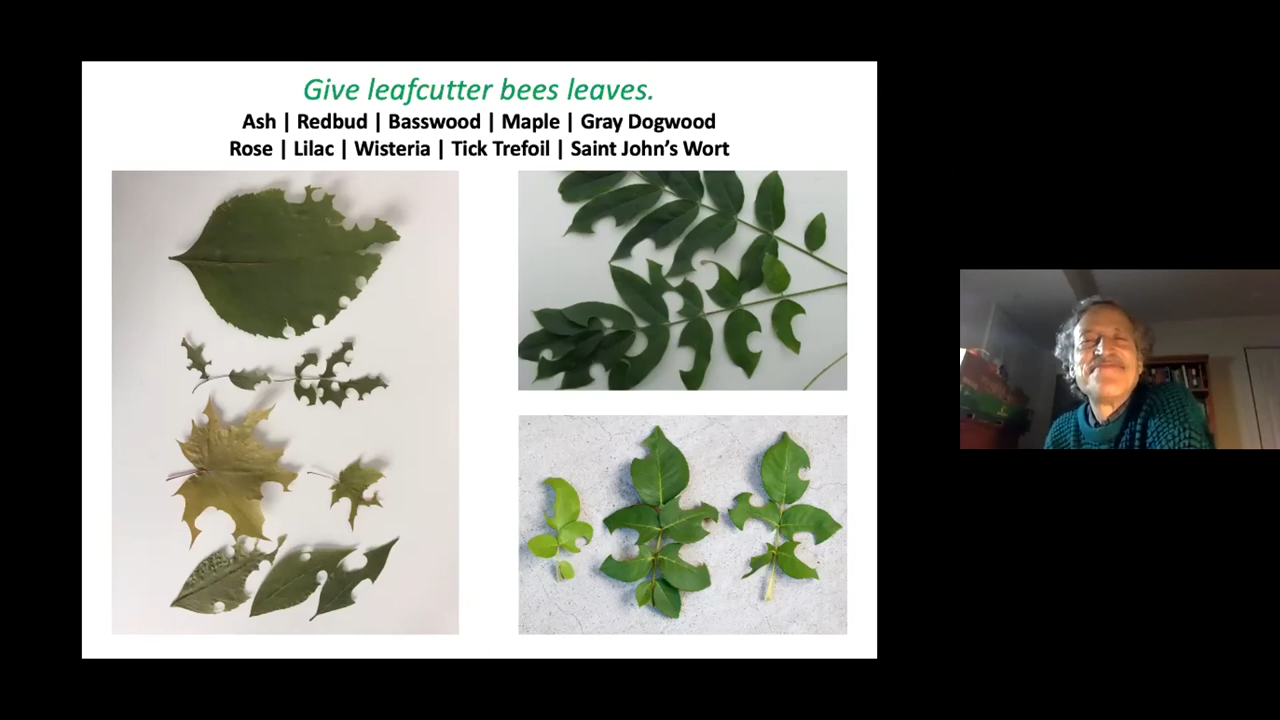 Give leafcutter bees leaves.
Ash | Redbud | Basswood | Maple | Gray Dogwood
Rose | Lilac | Wisteria | Tick Trefoil | Saint John’s Wort